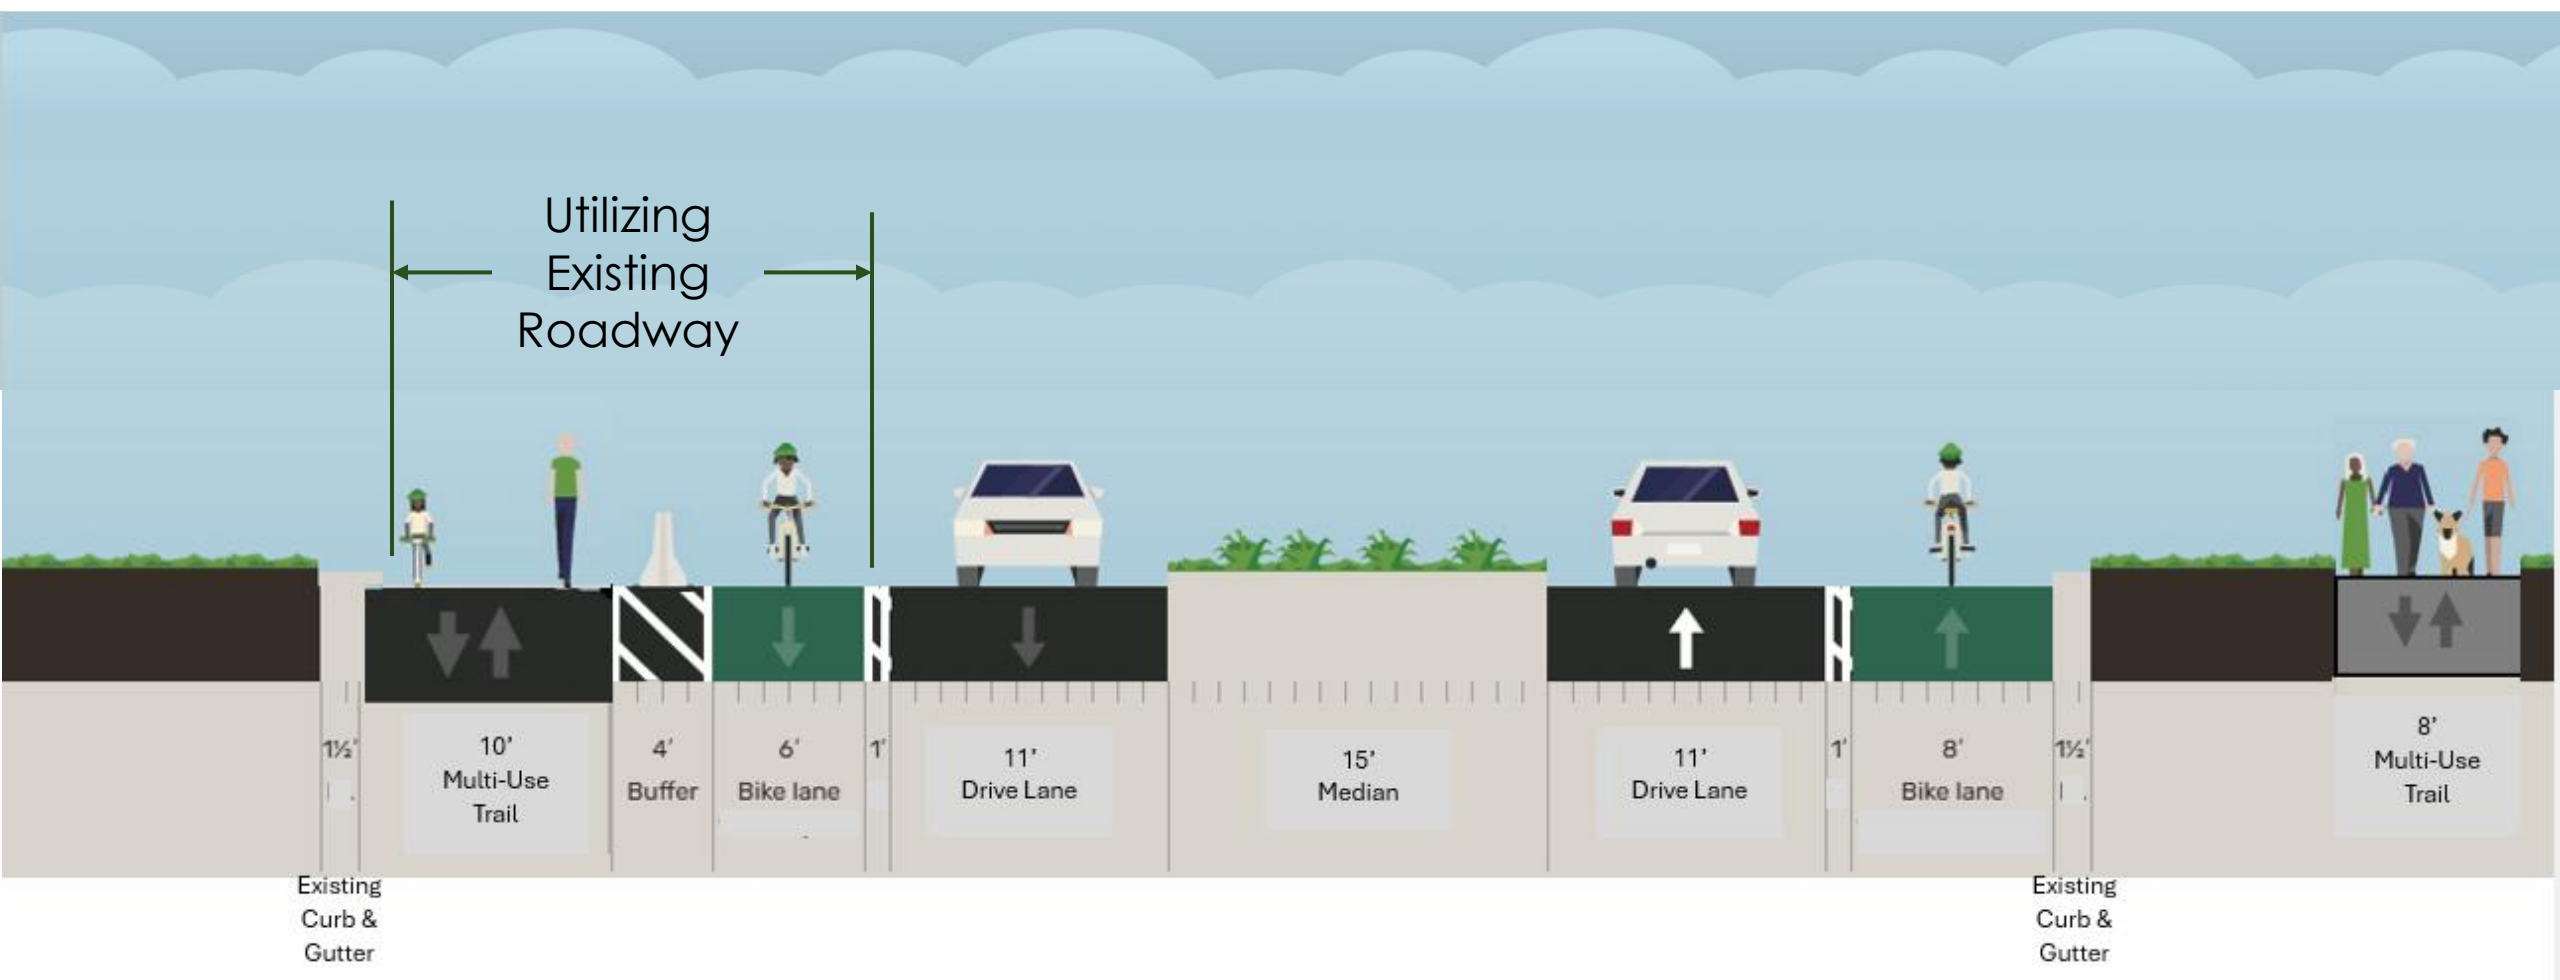 Utilizing
Existing
Roadway
1½'
10’
Multi-Use
Trail
4'
Buffer
6'
Bike lane
1'
11’
Drive Lane
15’
Median
11’
Drive Lane
1'
8'
Bike lane
1½'
8’
Multi-Use
Trail
Existing
Curb &
Gutter
Existing
Curb &
Gutter